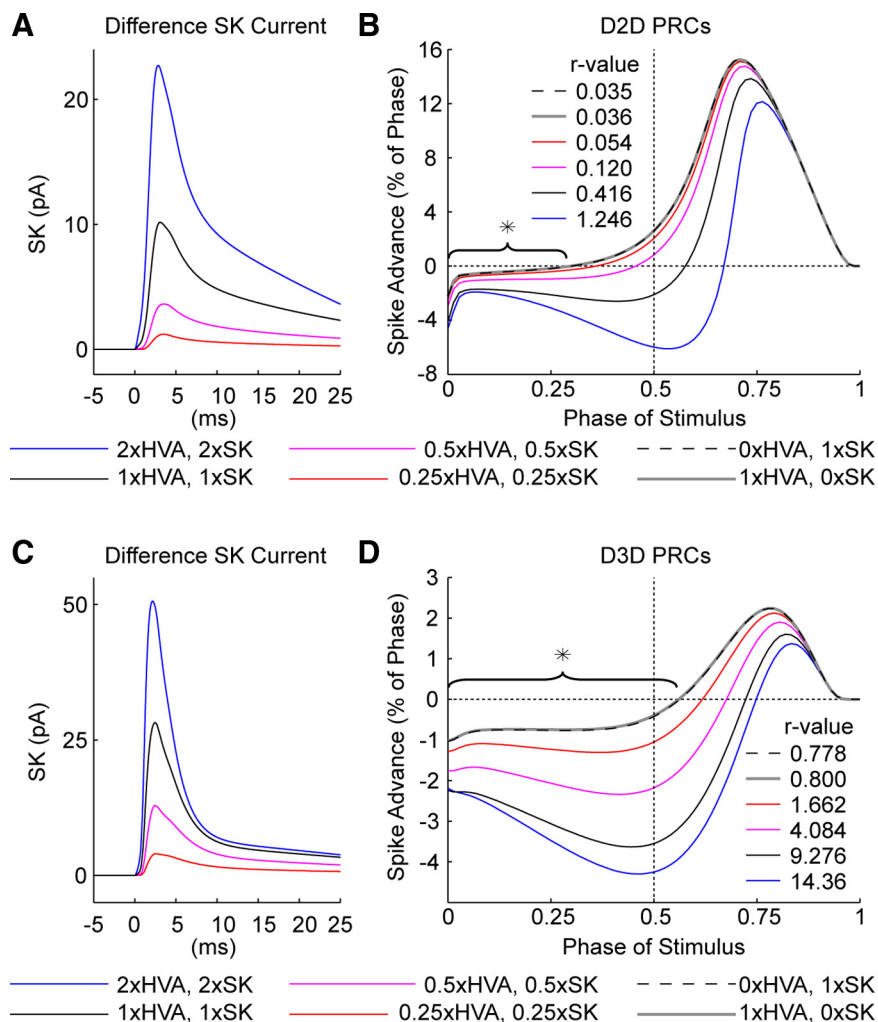 A
Difference SK Current
SK (pA)
20
10
0
-5 0 5 10 15 20 25
(ms)
B
D2D PRCs
Spike Advance (% of Phase)
16
12
8
4
0
-4
-8
r-value
0.035
0.036
0.054
0.120
0.416
1.246
*
0 0.25 0.5 0.75 1
Phase of Stimulus
2xHVA, 2xSK 0.5xHVA, 0.5xSK 0xHVA, 1xSK
1xHVA, 1xSK 0.25xHVA, 0.25xSK 1xHVA, 0xSK
C
Difference SK Current
SK (pA)
50
25
0
-5 0 5 10 15 20 25
(ms)
D
D3D PRCs
Spike Advance (% of Phase)
3
2
1
0
-1
-2
-3
-4
*
r-value
0.778
0.800
1.662
4.084
9.276
14.36
0 0.25 0.5 0.75 1
Phase of Stimulus
2xHVA, 2xSK 0.5xHVA, 0.5xSK 0xHVA, 1xSK
1xHVA, 1xSK 0.25xHVA, 0.25xSK 1xHVA, 0xSK